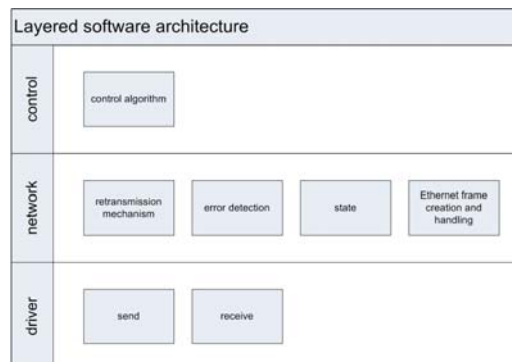 Layered software architecture
control
control algorithm
network
retransmission
mechanism
error detection
state
Ethernet frame
creation and
handling
driver
send
receive